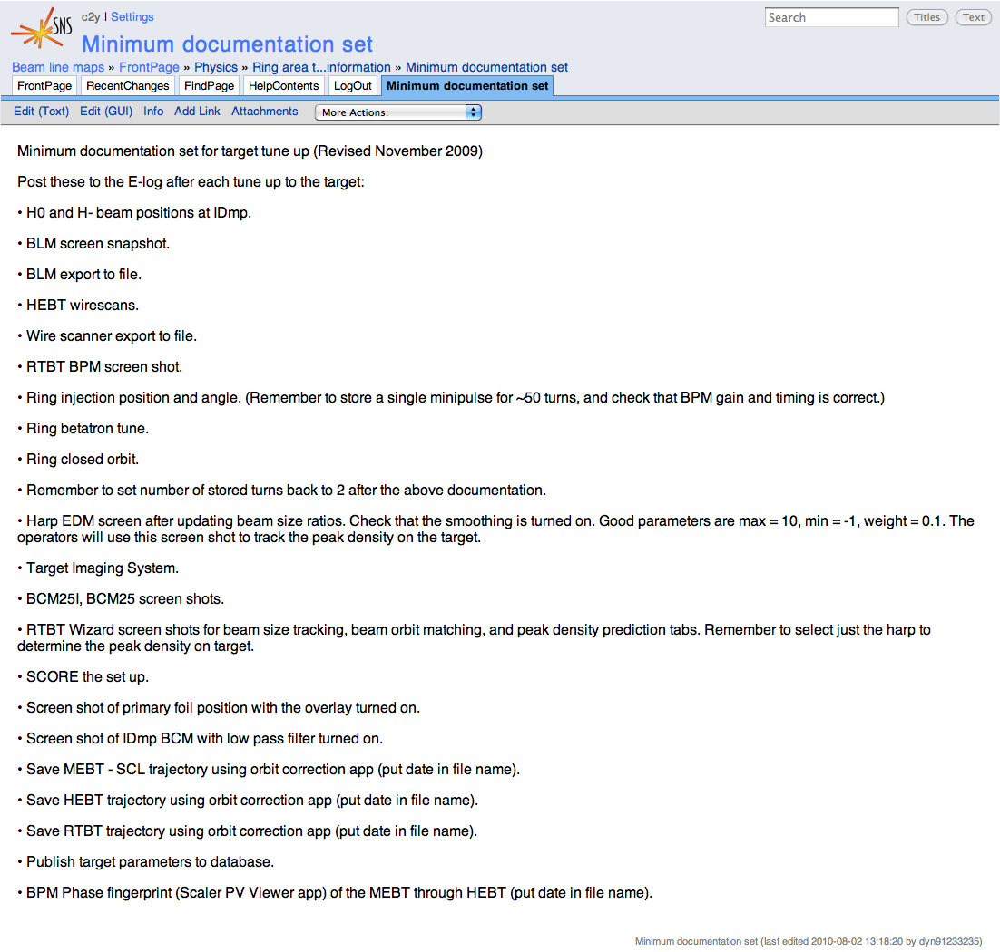 SNS
c2y | Settings
Search
Titles
Text
Minimum documentation set
Beam line maps » FrontPage » Physics » Ring area t...information » Minimum documentation set
FrontPage RecentChanges FindPage HelpContents LogOut Minimum documentation set
Edit (Text) Edit (GUI) Info Add Link Attachments More Actions:
Minimum documentation set for target tune up (Revised November 2009)
Post these to the E-log after each tune up to the target:
• H0 and H- beam positions at IDmp.
• BLM screen snapshot.
• BLM export to file.
• HEBT wirescans.
• Wire scanner export to file.
• RTBT BPM screen shot.
• Ring injection position and angle. (Remember to store a single minipulse for ~50 turns, and check that BPM gain and timing is correct.)
• Ring betatron tune.
• Ring closed orbit.
• Remember to set number of stored turns back to 2 after the above documentation.
• Harp EDM screen after updating beam size ratios. Check that the smoothing is turned on. Good parameters are max = 10, min = -1, weight = 0.1. The
operators will use this screen shot to track the peak density on the target.
• Target Imaging System.
• BCM25I, BCM25 screen shots.
• RTBT Wizard screen shots for beam size tracking, beam orbit matching, and peak density prediction tabs. Remember to select just the harp to
determine the peak density on target.
• SCORE the set up.
• Screen shot of primary foil position with the overlay turned on.
• Screen shot of IDmp BCM with low pass filter turned on.
• Save MEBT - SCL trajectory using orbit correction app (put date in file name).
• Save HEBT trajectory using orbit correction app (put date in file name).
• Save RTBT trajectory using orbit correction app (put date in file name).
• Publish target parameters to database.
• BPM Phase fingerprint (Scaler PV Viewer app) of the MEBT through HEBT (put date in file name).
Minimum documentation set (last edited 2010-08-02 13:18:20 by dyn91233235)